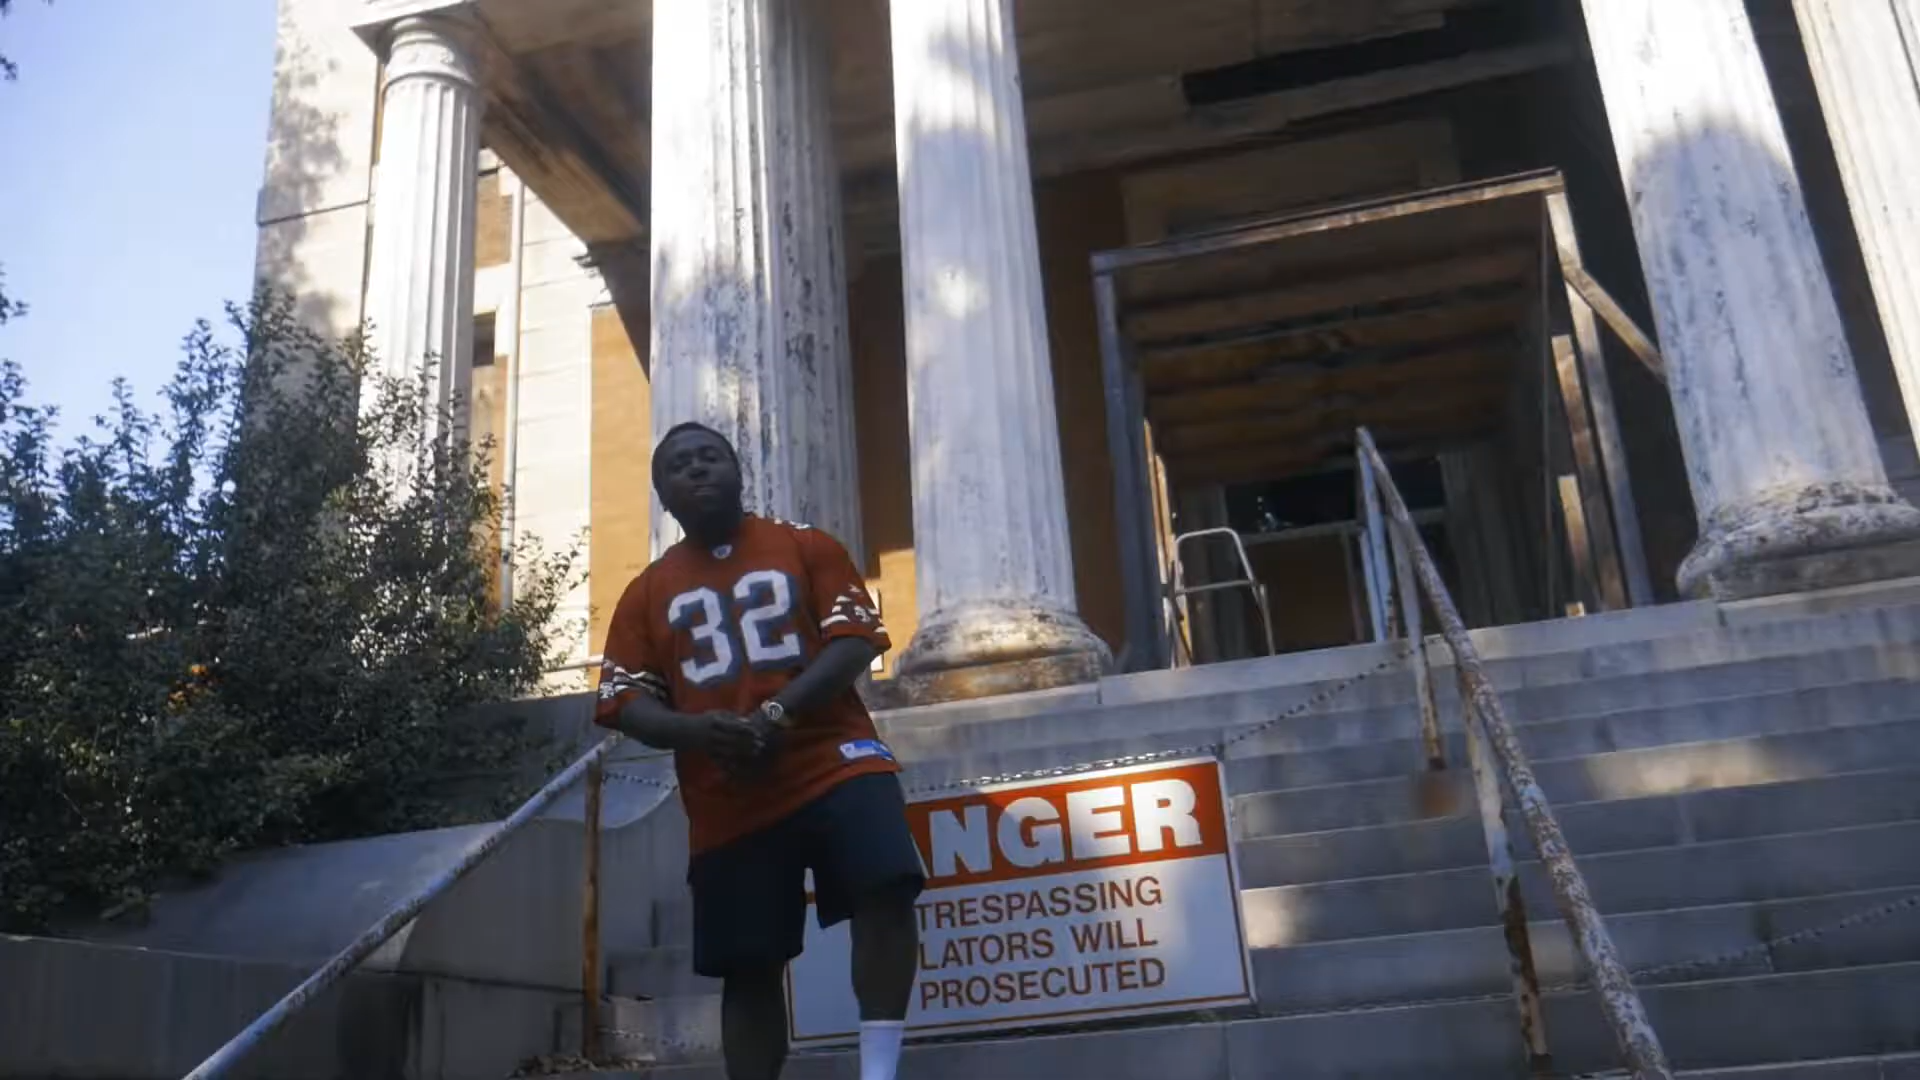 32
ANGER
TRESPASSING
LATORS WILL
PROSECUTED